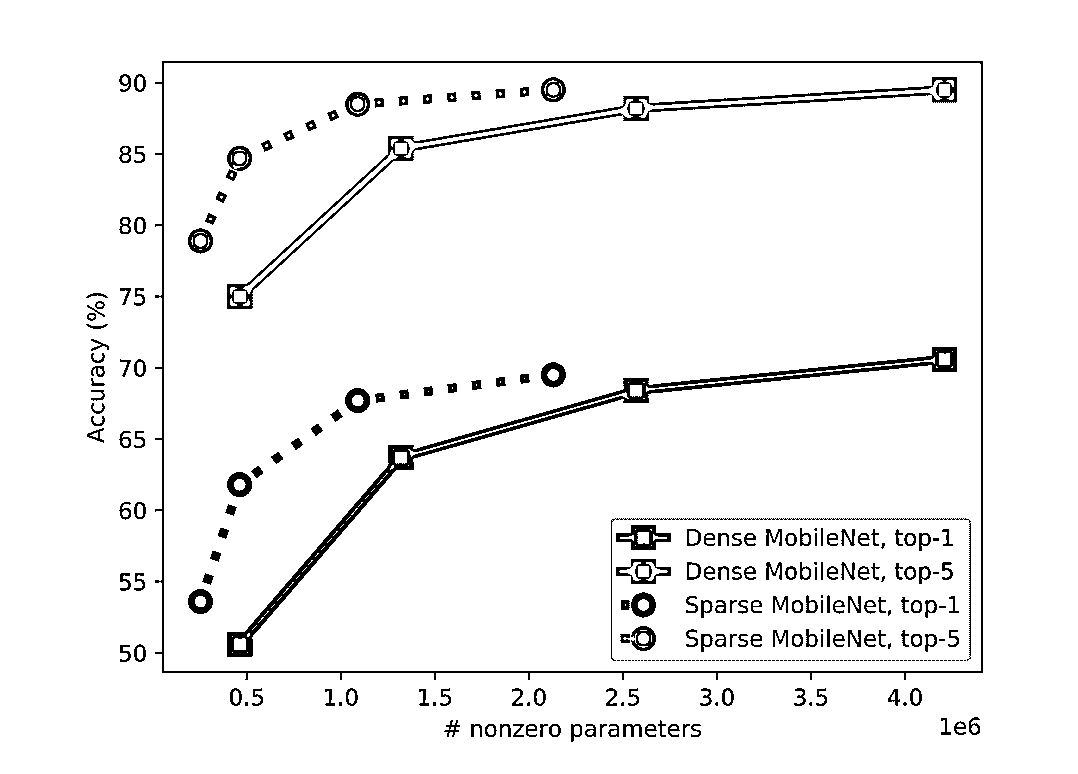 90
85
80
75
70
65
60
55
50
Accuracy (%)
Dense MobileNet, top-1
Dense MobileNet, top-5
Sparse MobileNet, top-1
Sparse MobileNet, top-5
0.5 1.0 1.5 2.0 2.5 3.0 3.5 4.0
# nonzero parameters
1e6